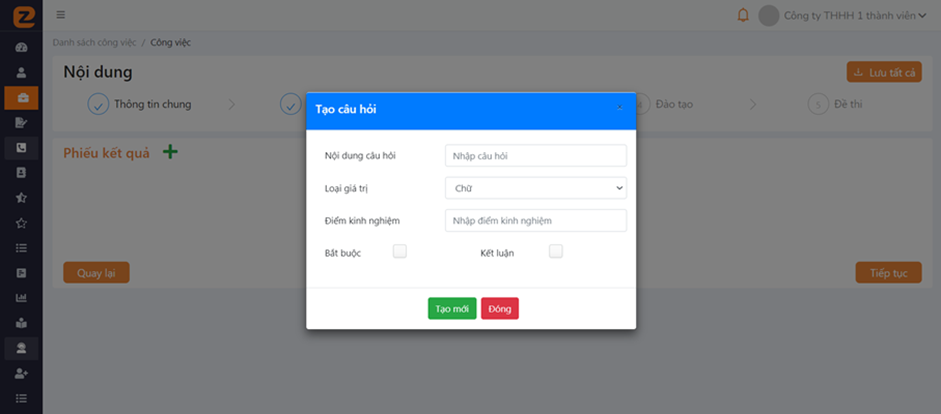 Công ty THHH 1 thành viên
Danh sách công việc / Công việc
Nội dung
Lưu tất cả
Thông tin chung
Đào tạo
5 Đề thi
Phiếu kết quả
Tạo câu hỏi
×
Nội dung câu hỏi
Nhập câu hỏi
Loại giá trị
Chữ
Điểm kinh nghiệm
Nhập điểm kinh nghiệm
Bắt buộc
Kết luận
Tạo mới
Đóng
Quay lại
Tiếp tục